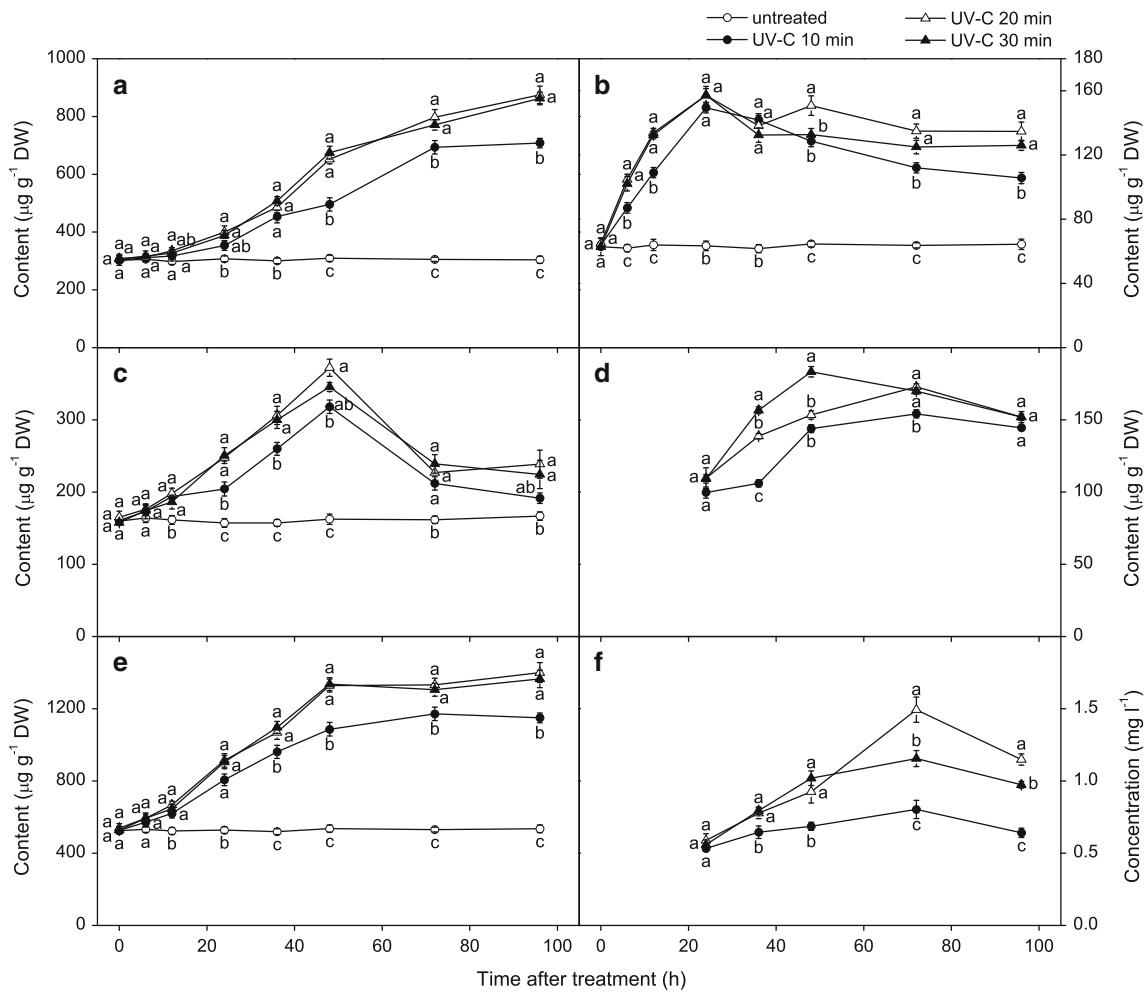 untreated
UV-C 20 min
UV-C 10 min
UV-C 30 min
a
1000
800
600
400
200
0
Content (µg g⁻¹ DW)
b
180
160
120
80
40
0
Content (µg g⁻¹ DW)
c
300
200
100
0
Content (µg g⁻¹ DW)
d
150
100
50
0
Content (ug g⁻¹ DW)
e
1200
800
400
0
Content (µg g⁻¹ DW)
f
1.5
1.0
0.5
0.0
Concentration (mg l⁻¹)
0 20 40 60 80 100
0 20 40 60 80 100
Time after treatment (h)